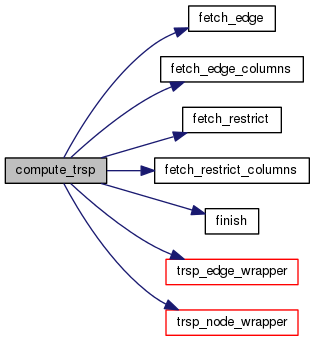 fetch_edge
fetch_edge_columns
fetch_restrict
compute_trsp
fetch_restrict_columns
finish
trsp_edge_wrapper
trsp_node_wrapper